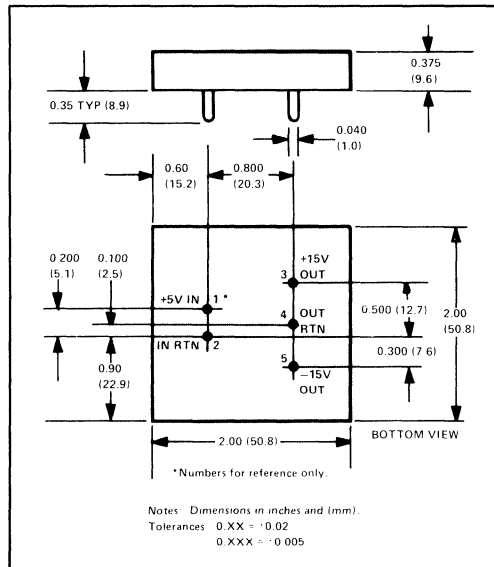 0.375
(9.6)
0.35 TYP (8.9)
0.040
(1.0)
0.60
(15.2)
0.800
(20.3)
0.200
(5.1)
0.100
(2.5)
+5V IN
1*
IN RTN
2
0.90
(22.9)
+15V
OUT
3
4
OUT
RTN
5
-15V
OUT
0.500 (12.7)
0.300 (7 6)
2.00
(50.8)
2.00 (50.8)
BOTTOM VIEW
*Numbers for reference only.
Notes Dimensions in inches and (mm).
Tolerances 0.XX = 0.02
0.XXX = 0 005